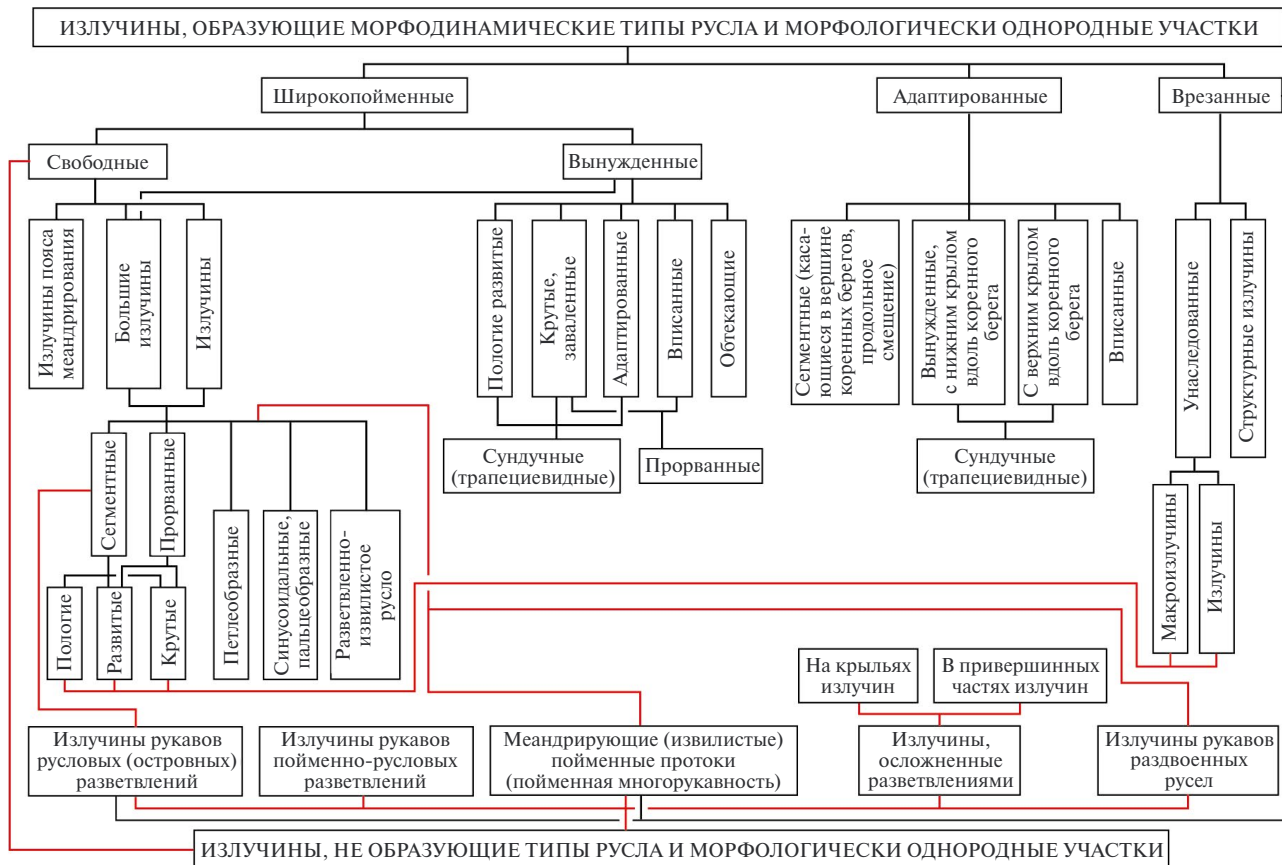 ИЗЛУЧИНЫ, ОБРАЗУЮЩИЕ МОРФОДИНАМИЧЕСКИЕ ТИПЫ РУСЛА И МОРФОЛОГИЧЕСКИ ОДНОРОДНЫЕ УЧАСТКИ
Широкопойменные
Адаптированные
Врезанные
Свободные
Вынужденные
Излучины пояса
меандрирования
Большие
излучины
Излучины
Пологие развитые
Крутые,
заваленные
Адаптированные
Вписанные
Обтекающие
Сегментные (каса-
ющиеся в вершине
коренных берегов,
продольное
смещение)
Вынужденные,
с нижним крылом
вдоль коренного
берега
С верхним крылом
вдоль коренного
берега
Вписанные
Унаследованные
Структурные излучины
Сундучные
(трапециевидные)
Прорванные
Сундучные
(трапециевидные)
Сегментные
Прорванные
Петлеобразные
Синусоидальные,
пальцеобразные
Разветвленно-
извилистое
русло
Макроизлучины
Излучины
Пологие
Развитые
Крутые
На крыльях
излучин
В привершинных
частях излучин
Излучины рукавов
русловых (островных)
разветвлений
Излучины рукавов
пойменно-русловых
разветвлений
Меандрирующие (извилистые)
пойменные протоки
(пойменная многорукавность)
Излучины,
осложненные
разветвлениями
Излучины рукавов
раздвоенных
русел
ИЗЛУЧИНЫ, НЕ ОБРАЗУЮЩИЕ ТИПЫ РУСЛА И МОРФОЛОГИЧЕСКИ ОДНОРОДНЫЕ УЧАСТКИ